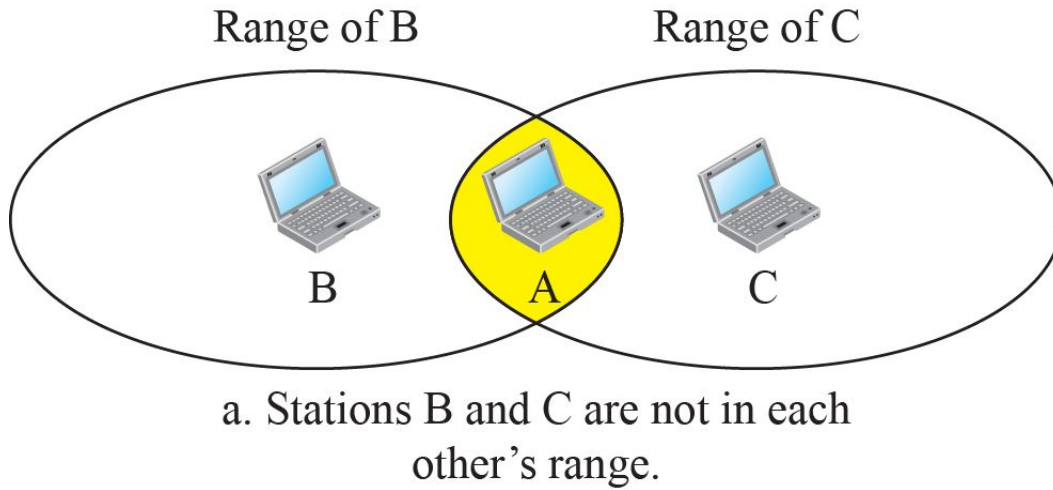 Range of B
Range of C
B
A
C
a. Stations B and C are not in each
other’s range.